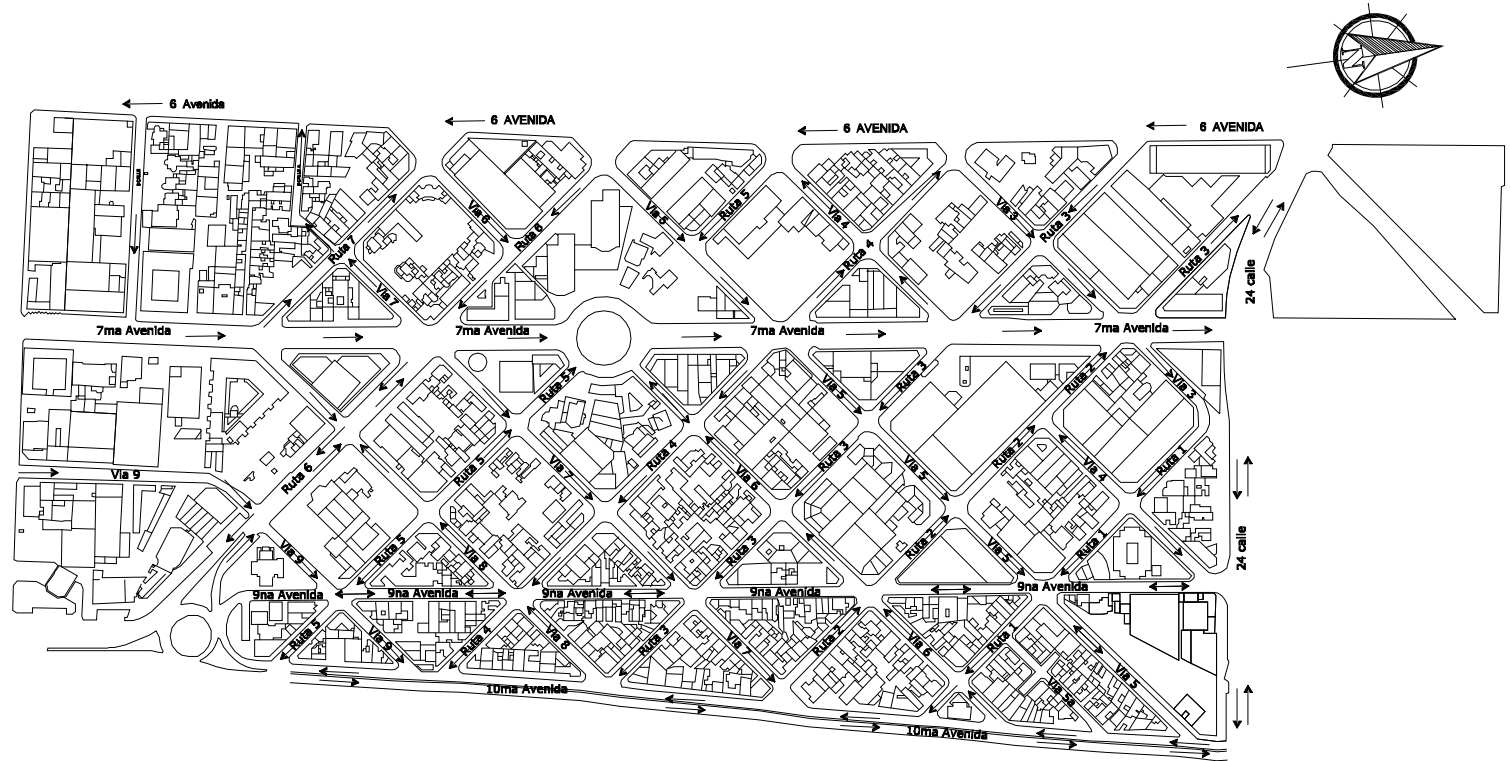 N
6 Avenida
6 AVENIDA
6 AVENIDA
6 AVENIDA
Ruta 7
Via 7
Via 6
Ruta 6
Via 5
Ruta 5
Via 4
Ruta 4
Via 3
Ruta 3
Ruta 3
24 calle
7ma Avenida
7ma Avenida
7ma Avenida
7ma Avenida
Via 9
Ruta 6
Ruta 5
Ruta 5
Via 7
Ruta 4
Via 5
Ruta 3
Via 6
Ruta 3
Via 5
Ruta 2
Ruta 2
Via 4
Via 3
Ruta 1
24 calle
Via 9
Ruta 5
Via 8
Ruta 3
Ruta 2
Via 5
Ruta 1
9na Avenida
9na Avenida
9na Avenida
9na Avenida
9na Avenida
Ruta 5
Via 9
Ruta 4
Via 8
Ruta 3
Via 7
Ruta 2
Via 6
Ruta 1
Via 5a
Via 5
10ma Avenida
10ma Avenida